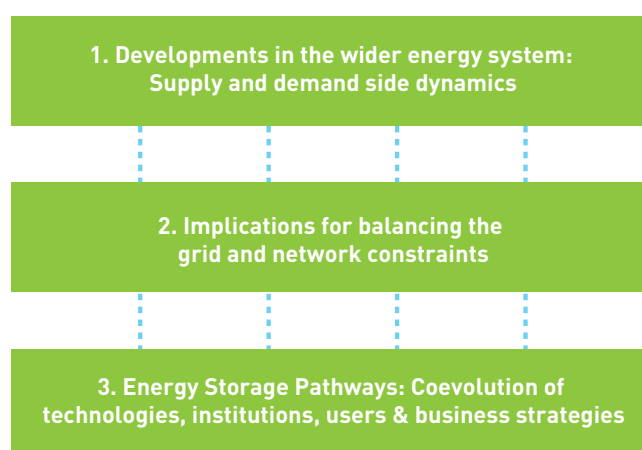 1. Developments in the wider energy system:
Supply and demand side dynamics
2. Implications for balancing the
grid and network constraints
3. Energy Storage Pathways: Coevolution of
technologies, institutions, users & business strategies